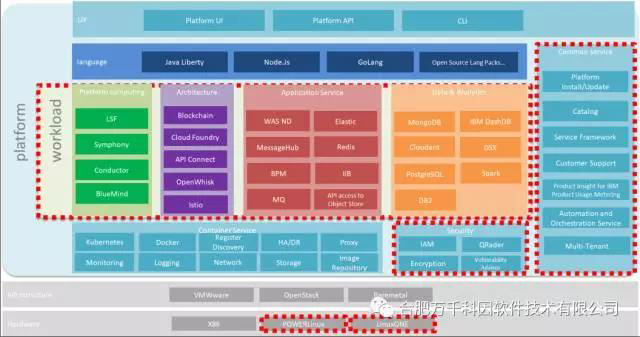 UX
Platform UI
Platform API
CLI
language
Java Liberty
Node.Js
GoLang
Open Source Lang Packs...
Common Service
Platform
Install/Update
Catalog
Service Framework
Customer Support
Product Insight for IBM
Product Usage Metering
Automation and
Orchestration Service
Multi-Tenant
platform
workload
Platform computing
LSF
Symphony
Conductor
BlueMind
Architecture
Blockchain
Cloud Foundry
API Connect
OpenWhisk
Istio
Application Service
WAS ND
Elastic
MessageHub
Redis
BPM
IIB
MQ
API access to
Object Store
Data & Analytics
MongoDB
IBM DashDB
Cloudant
DSX
PostgreSQL
Spark
DB2
Container Service
Kubernetes
Docker
Register
Discovery
HA/DR
Proxy
Monitoring
Logging
Network
Storage
Image
Repository
Security
IAM
QRader
Encryption
Vulnerability
Advisor
VMWware
OpenStack
Baremetal
Hardware
X86
POWERLinux
LinuxONE
合肥万千科因软件技术有限公司